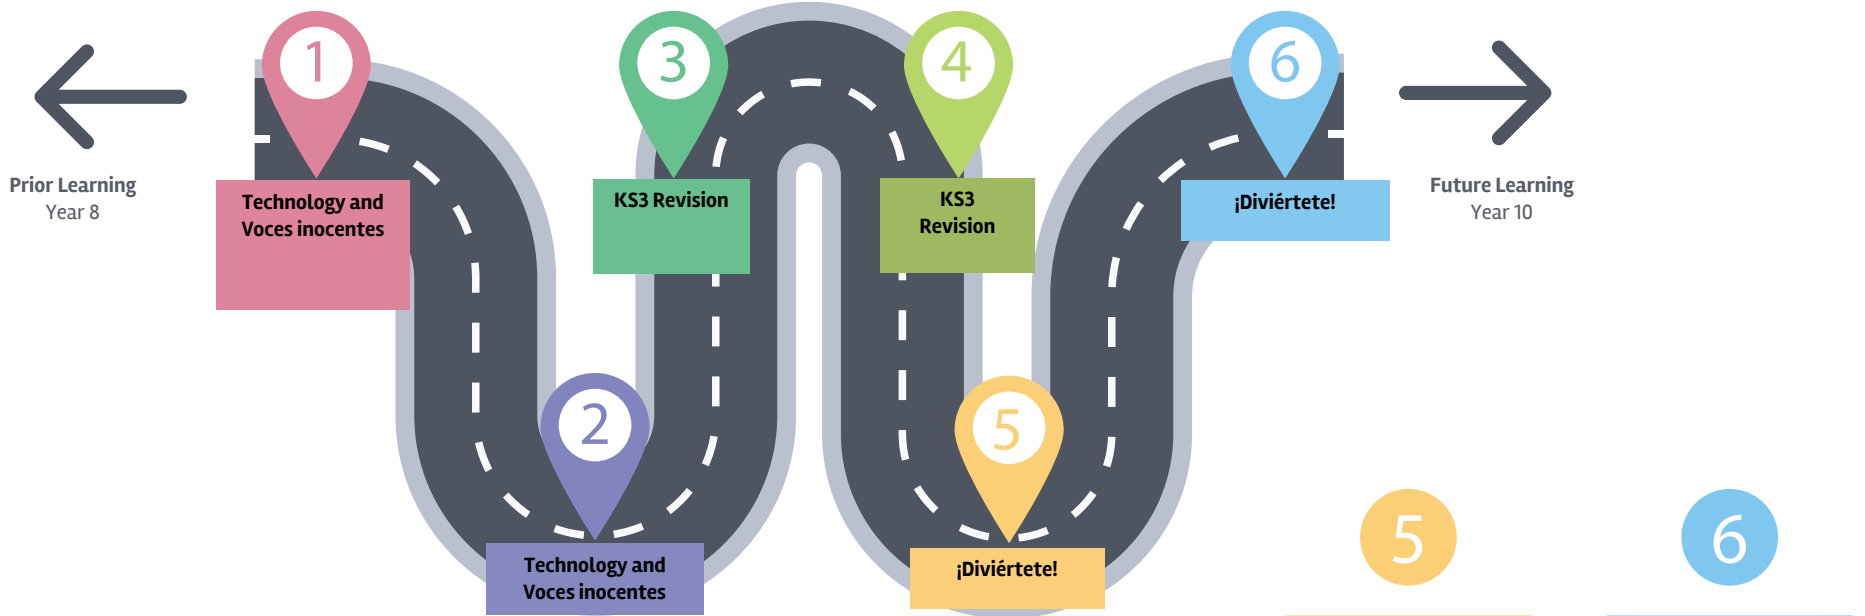 1
3
4
6
Prior Learning
Year 8
Technology and
Voces inocentes
KS3 Revision
KS3
Revision
¡Diviértete!
Future Learning
Year 10
2
5
Technology and
Voces inocentes
¡Diviértete!
5
6